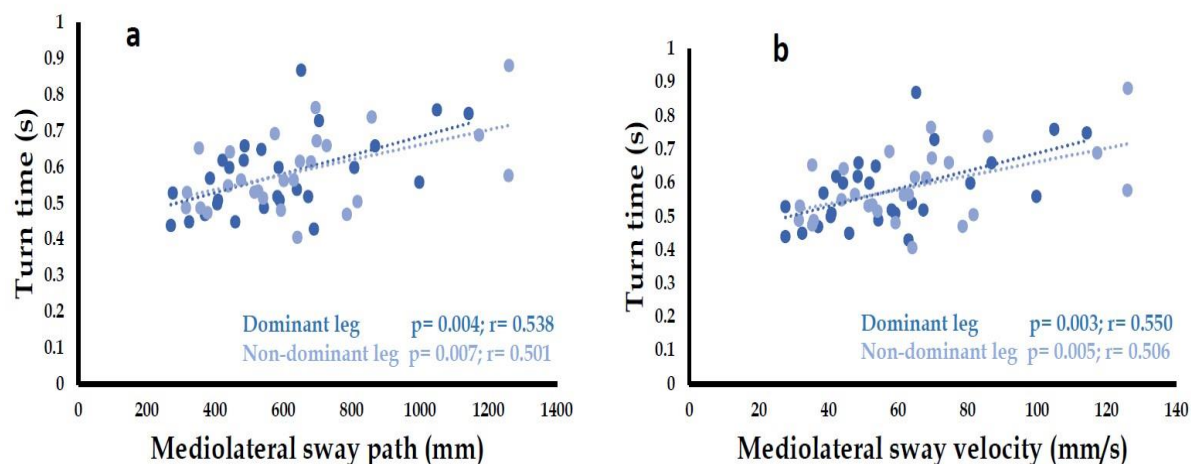 a
1
0.9
0.8
0.7
0.6
0.5
0.4
0.3
0.2
0.1
0
Turn time (s)
Dominant leg p= 0.004; r= 0.538
Non-dominant leg p= 0.007; r= 0.501
0 200 400 600 800 1000 1200 1400
Mediolateral sway path (mm)
b
1
0.9
0.8
0.7
0.6
0.5
0.4
0.3
0.2
0.1
0
Turn time (s)
Dominant leg p= 0.003; r= 0.550
Non-dominant leg p= 0.005; r= 0.506
0 20 40 60 80 100 120 140
Mediolateral sway velocity (mm/s)